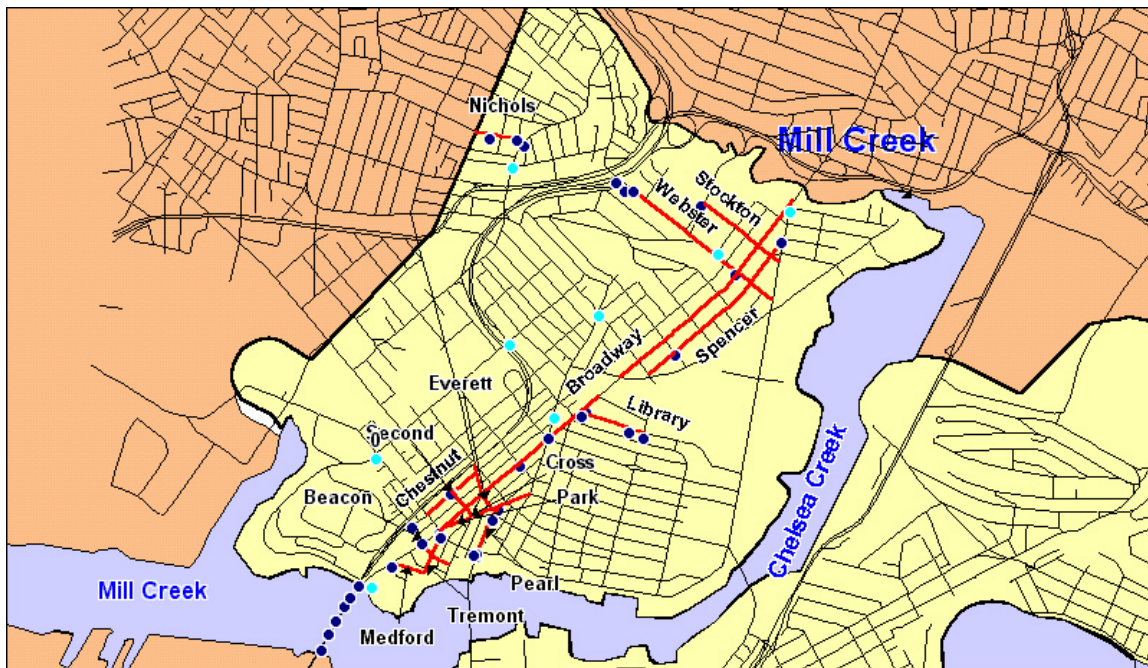 Nichols
Mill Creek
Stockton
Webster
Spencer
Broadway
Everett
Library
Second
0
Chestnut
Cross
Beacon
Park
Chelsea Creek
Pearl
Mill Creek
Tremont
Medford